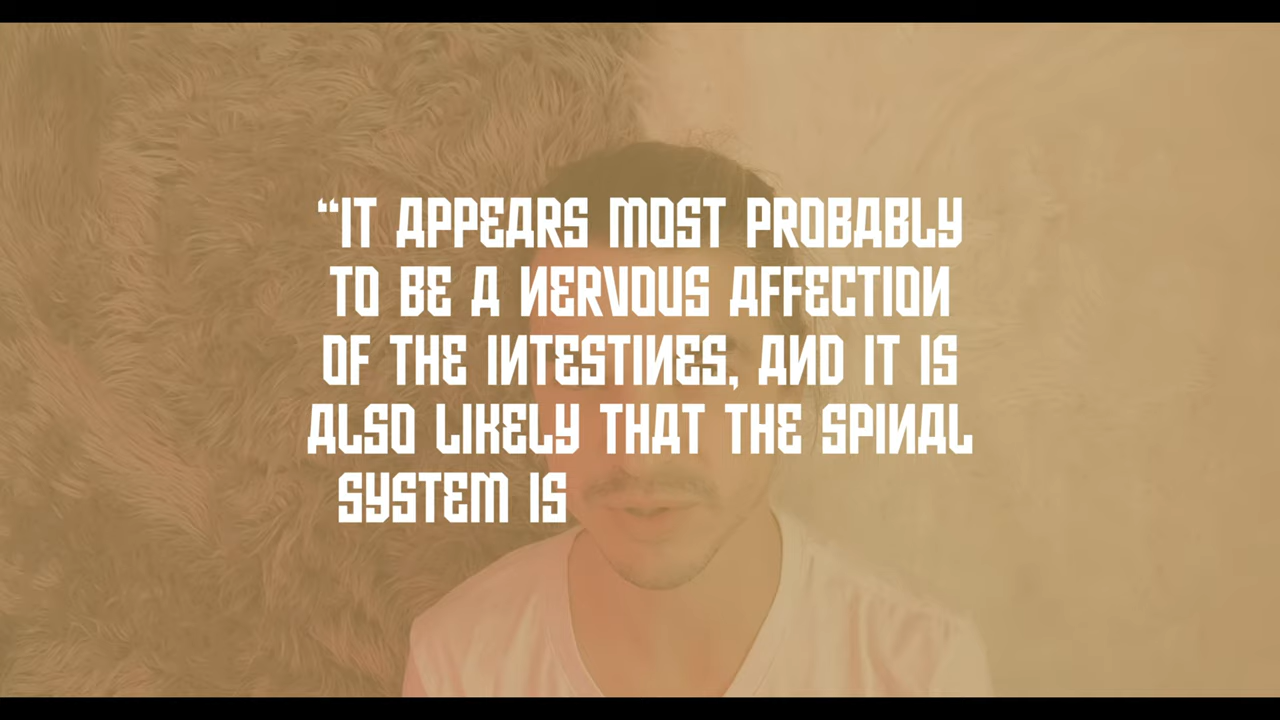 “IT APPEARS MOST PROBABLY
TO BE A NERVOUS AFFECTION
OF THE INTESTINES, AND IT IS
ALSO LIKELY THAT THE SPINAL
SYSTEM IS